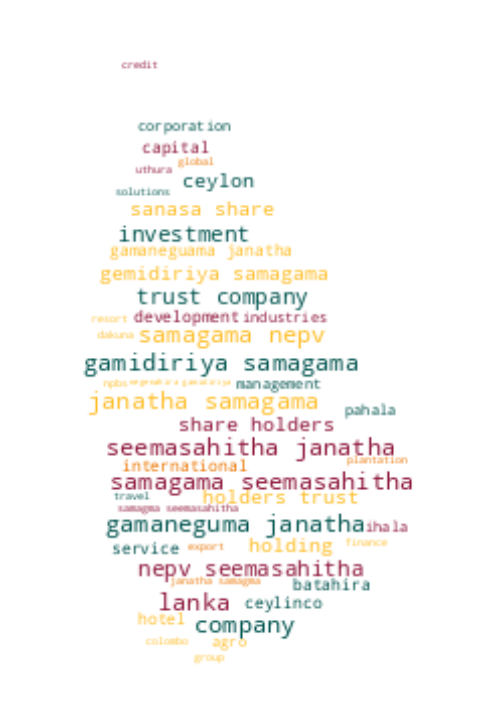 credit
corporation
capital
global
uthura
ceylon
solutions
sanasa share
investment
gamaneguama janatha
gemidiriya samagama
trust company
resort development industries
dakuna samagama nepv
gamidiriya samagama
npbs management
janatha samagama
pahala
share holders
seemasahitha janatha
international plantation
samagama seemasahitha
travel holders trust
samagma seemasahitha
gamaneguma janatha ihala
service export holding finance
nepv seemasahitha
janatha samagma batahira
lanka ceylinco
hotel company
colombo agro
group